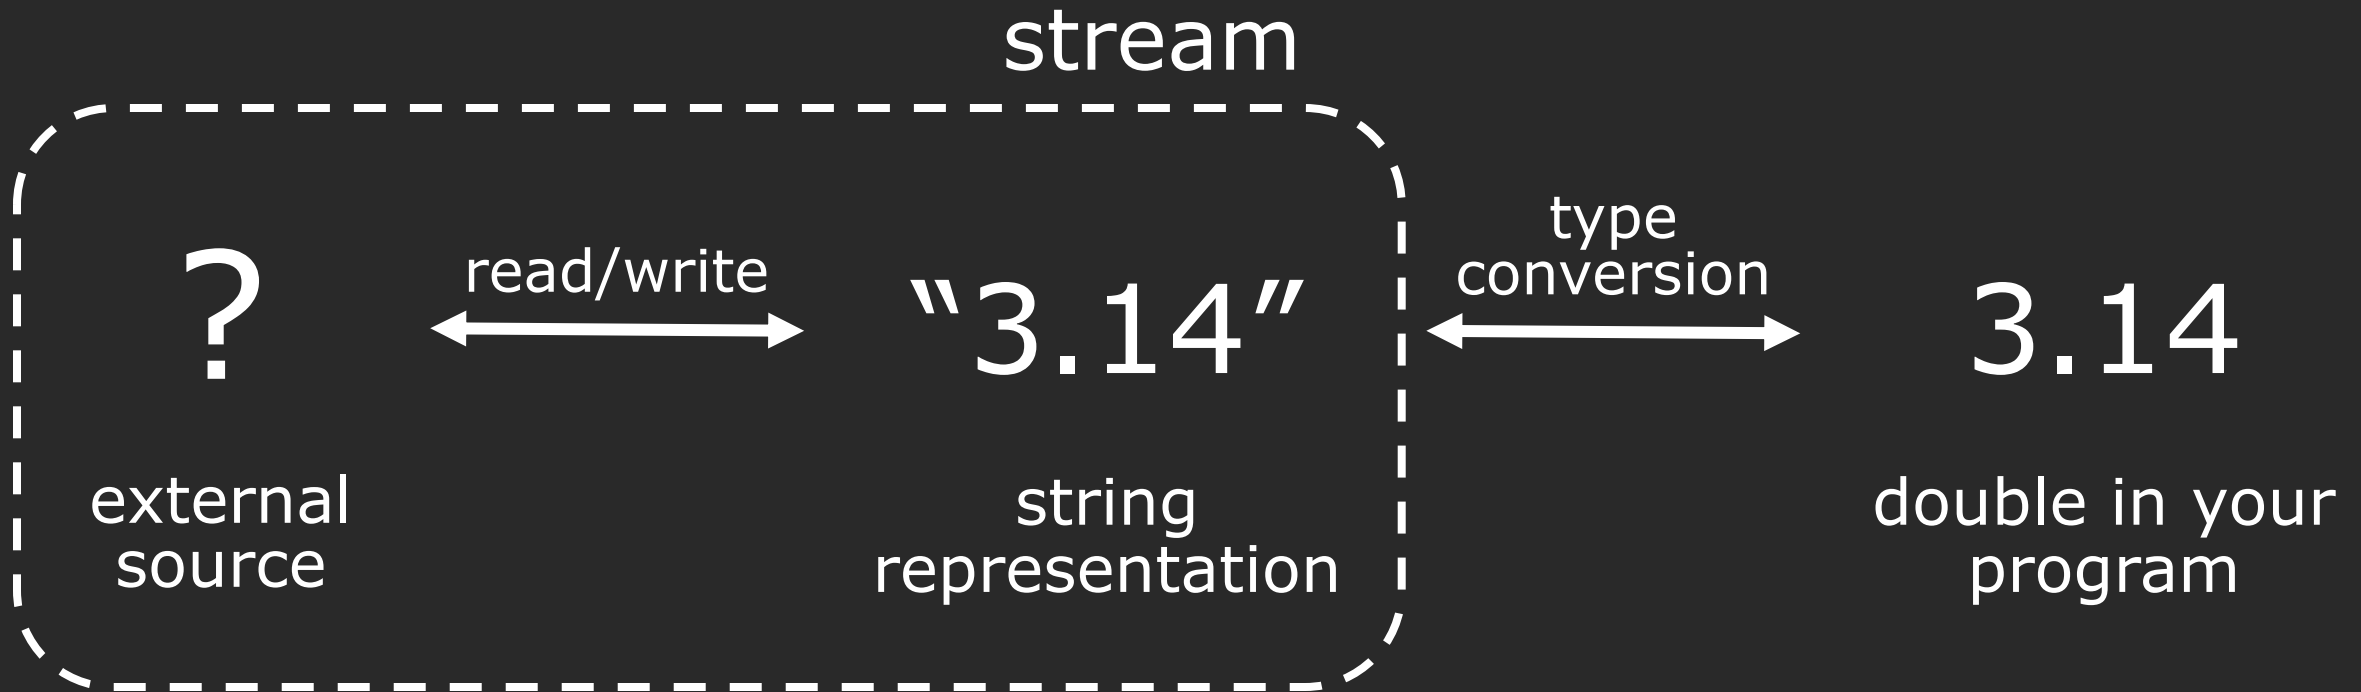 stream
?
read/write
“3.14”
type
conversion
3.14
external
source
string
representation
double in your
program